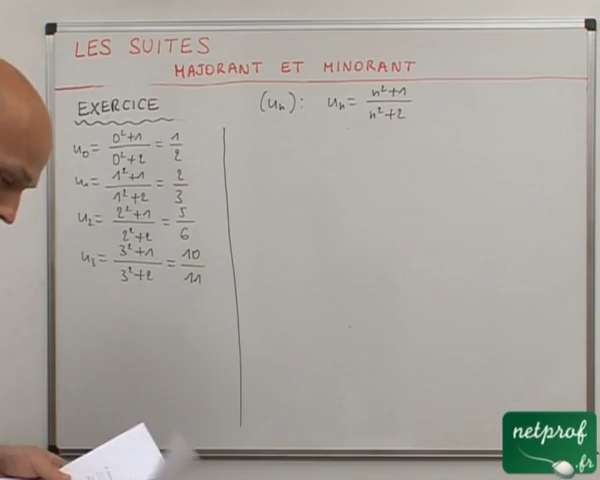 LES SUITES
MAJORANT ET MINORANT
EXERCICE
(uₙ): uₙ = (n²+1)/(n²+2)
u₀ = (0²+1)/(0²+2) = 1/2
u₁ = (1²+1)/(1²+2) = 2/3
u₂ = (2²+1)/(2²+2) = 5/6
u₃ = (3²+1)/(3²+2) = 10/11
netprof
.fr